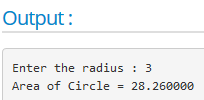 Output :
Enter the radius : 3
Area of Circle = 28.260000